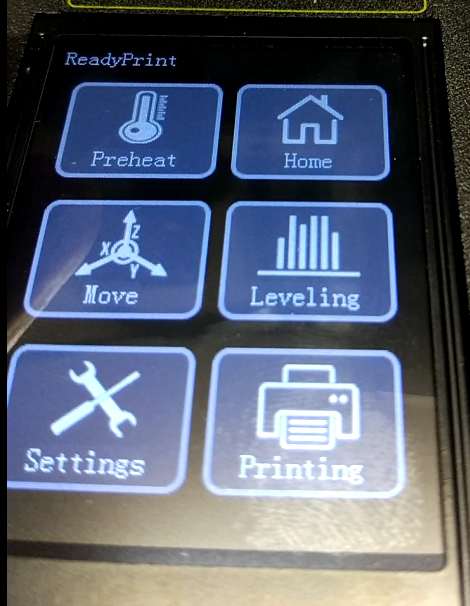 ReadyPrint
Preheat
Home
Z
X
Y
Move
Leveling
Settings
Printing